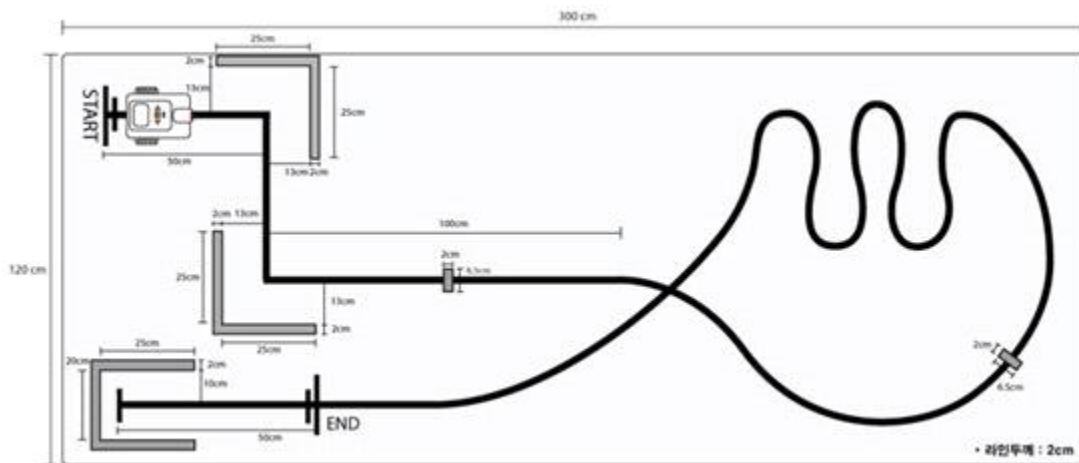 300 cm
25cm
2cm
13cm
START
25cm
50cm
13cm 2cm
2cm 13cm
100cm
120 cm
25cm
2cm
6.5cm
13cm
2cm
25cm
25cm
20cm
2cm
10cm
2cm
6.5cm
END
50cm
• 라인두께 : 2cm